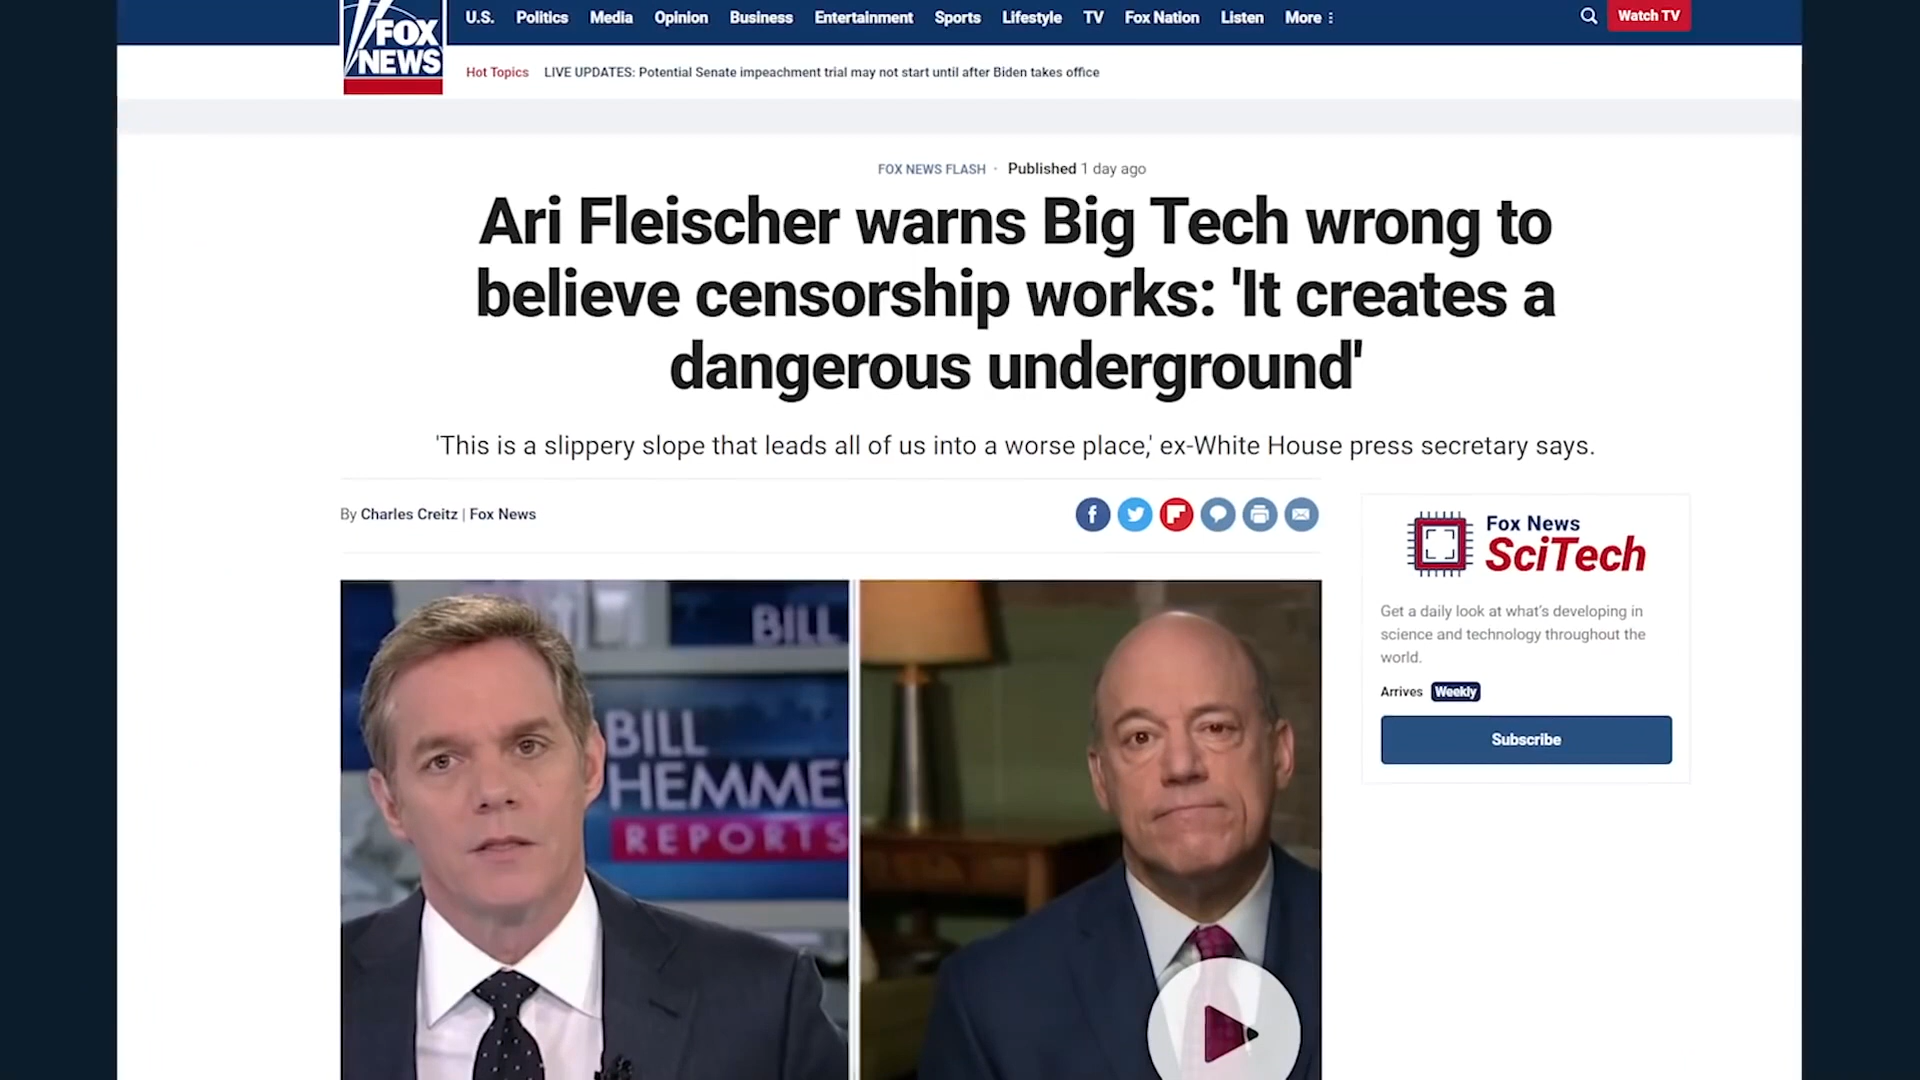 U.S. Politics Media Opinion Business Entertainment Sports Lifestyle TV Fox Nation Listen More Watch TV
FOX
NEWS
Hot Topics LIVE UPDATES: Potential Senate impeachment trial may not start until after Biden takes office
FOX NEWS FLASH · Published 1 day ago
Ari Fleischer warns Big Tech wrong to
believe censorship works: 'It creates a
dangerous underground'
'This is a slippery slope that leads all of us into a worse place,' ex-White House press secretary says.
By Charles Creitz | Fox News
Fox News
SciTech
Get a daily look at what's developing in
science and technology throughout the
world.
Arrives Weekly
Subscribe
BILL
BILL
HEMME
REPORTS